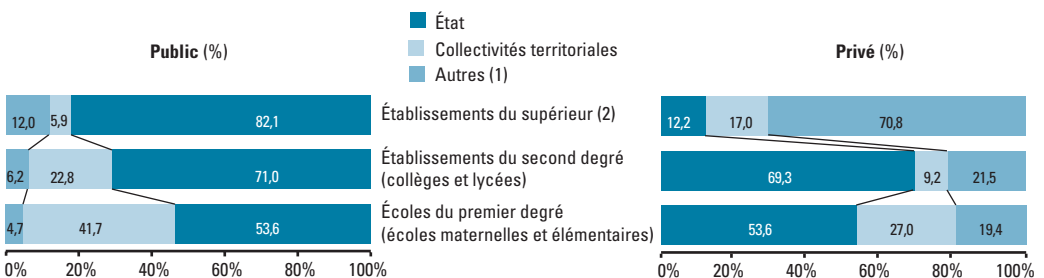 État
Public (%)
Collectivités territoriales
Privé (%)
Autres (1)
12,0 5,9 82,1
Établissements du supérieur (2)
12,2 17,0 70,8
6,2 22,8 71,0
Établissements du second degré
(collèges et lycées)
69,3 9,2 21,5
4,7 41,7 53,6
Écoles du premier degré
(écoles maternelles et élémentaires)
53,6 27,0 19,4
0% 20% 40% 60% 80% 100%
0% 20% 40% 60% 80% 100%